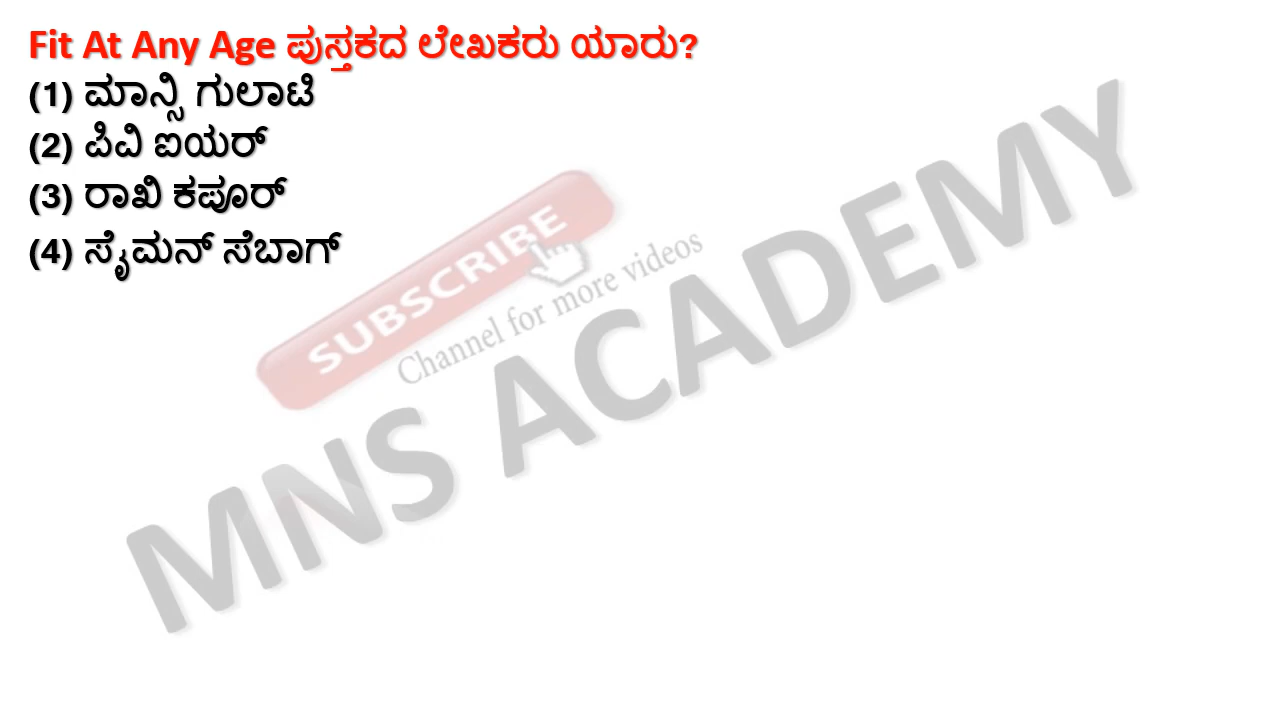 Fit At Any Age ಪುಸ್ತಕದ ಲೇಖಕರು ಯಾರು?
(1) ಮಾನ್ಸಿ ಗುಲಾಟಿ
(2) ಪಿವಿ ಐಯರ್
(3) ರಾಖಿ ಕಪೂರ್
(4) ಸೈಮನ್ ಸೆಬಾಗ್
SUBSCRIBE
Channel for more videos
MNS ACADEMY